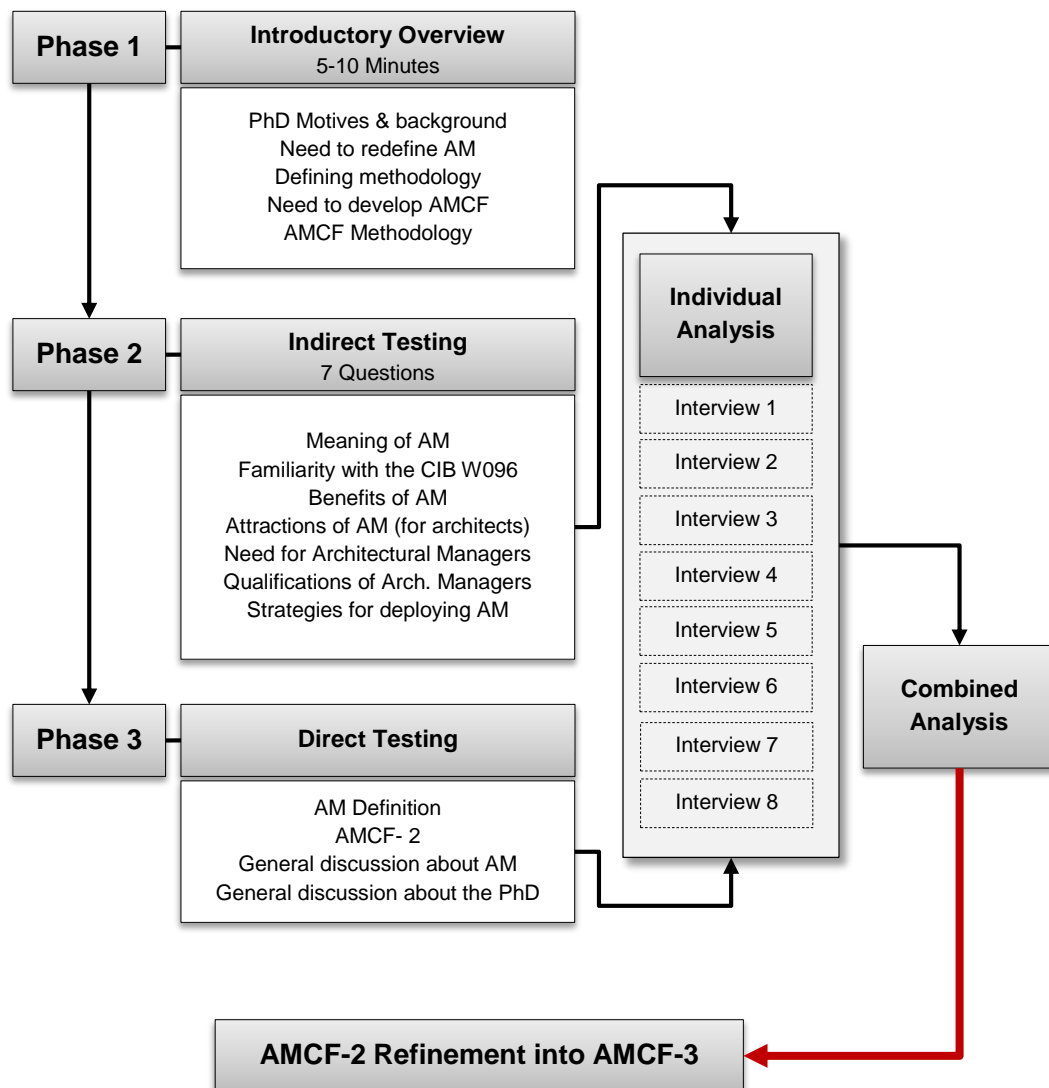 Phase 1
Introductory Overview
5-10 Minutes
PhD Motives & background
Need to redefine AM
Defining methodology
Need to develop AMCF
AMCF Methodology
Phase 2
Indirect Testing
7 Questions
Meaning of AM
Familiarity with the CIB W096
Benefits of AM
Attractions of AM (for architects)
Need for Architectural Managers
Qualifications of Arch. Managers
Strategies for deploying AM
Phase 3
Direct Testing
AM Definition
AMCF- 2
General discussion about AM
General discussion about the PhD
Individual
Analysis
Interview 1
Interview 2
Interview 3
Interview 4
Interview 5
Interview 6
Interview 7
Interview 8
Combined
Analysis
AMCF-2 Refinement into AMCF-3